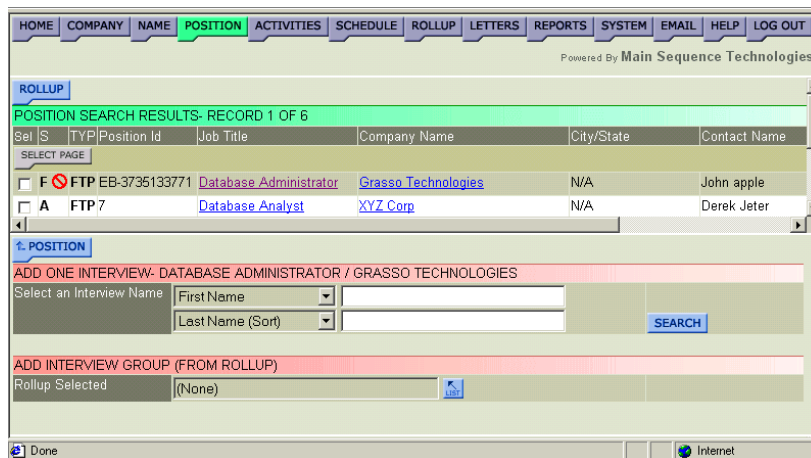 HOME COMPANY NAME POSITION ACTIVITIES SCHEDULE ROLLUP LETTERS REPORTS SYSTEM EMAIL HELP LOG OUT
Powered By Main Sequence Technologies
ROLLUP
POSITION SEARCH RESULTS- RECORD 1 OF 6
Sel S TYP Position Id Job Title Company Name City/State Contact Name
SELECT PAGE
F FTP EB-3735133771 Database Administrator Grasso Technologies N/A John apple
A FTP 7 Database Analyst XYZ Corp N/A Derek Jeter
POSITION
ADD ONE INTERVIEW- DATABASE ADMINISTRATOR / GRASSO TECHNOLOGIES
Select an Interview Name First Name
Last Name (Sort) SEARCH
ADD INTERVIEW GROUP (FROM ROLLUP)
Rollup Selected (None) LIST
Done Internet